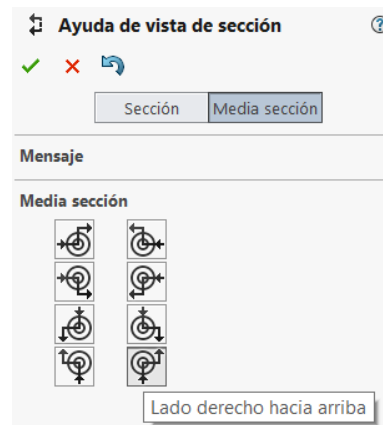 Ayuda de vista de sección
Sección
Media sección
Mensaje
Media sección
Lado derecho hacia arriba